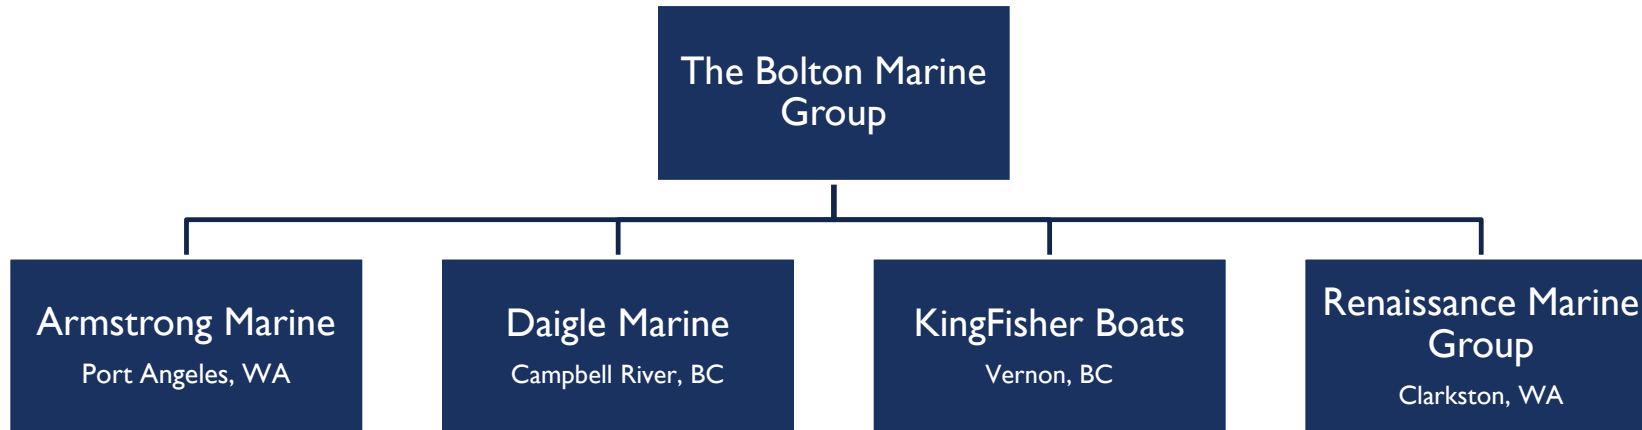 The Bolton Marine
Group
Armstrong Marine
Port Angeles, WA
Daigle Marine
Campbell River, BC
KingFisher Boats
Vernon, BC
Renaissance Marine
Group
Clarkston, WA